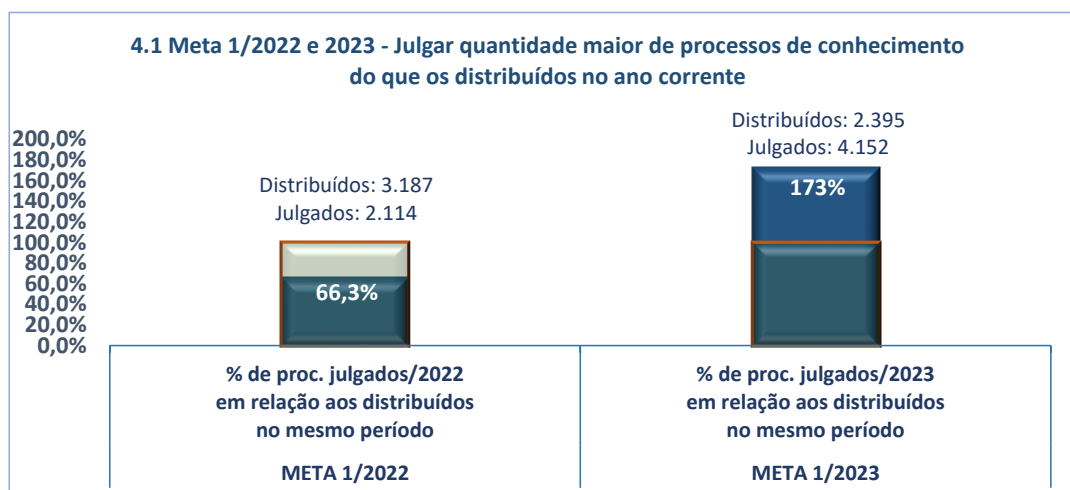 4.1 Meta 1/2022 e 2023 - Julgar quantidade maior de processos de conhecimento
do que os distribuídos no ano corrente
Distribuídos: 2.395
Julgados: 4.152
Distribuídos: 3.187
Julgados: 2.114
200,0%
180,0%
160,0%
140,0%
120,0%
100,0%
80,0%
60,0%
40,0%
20,0%
0,0%
66,3%
173%
% de proc. julgados/2022
em relação aos distribuídos
no mesmo período
META 1/2022
% de proc. julgados/2023
em relação aos distribuídos
no mesmo período
META 1/2023